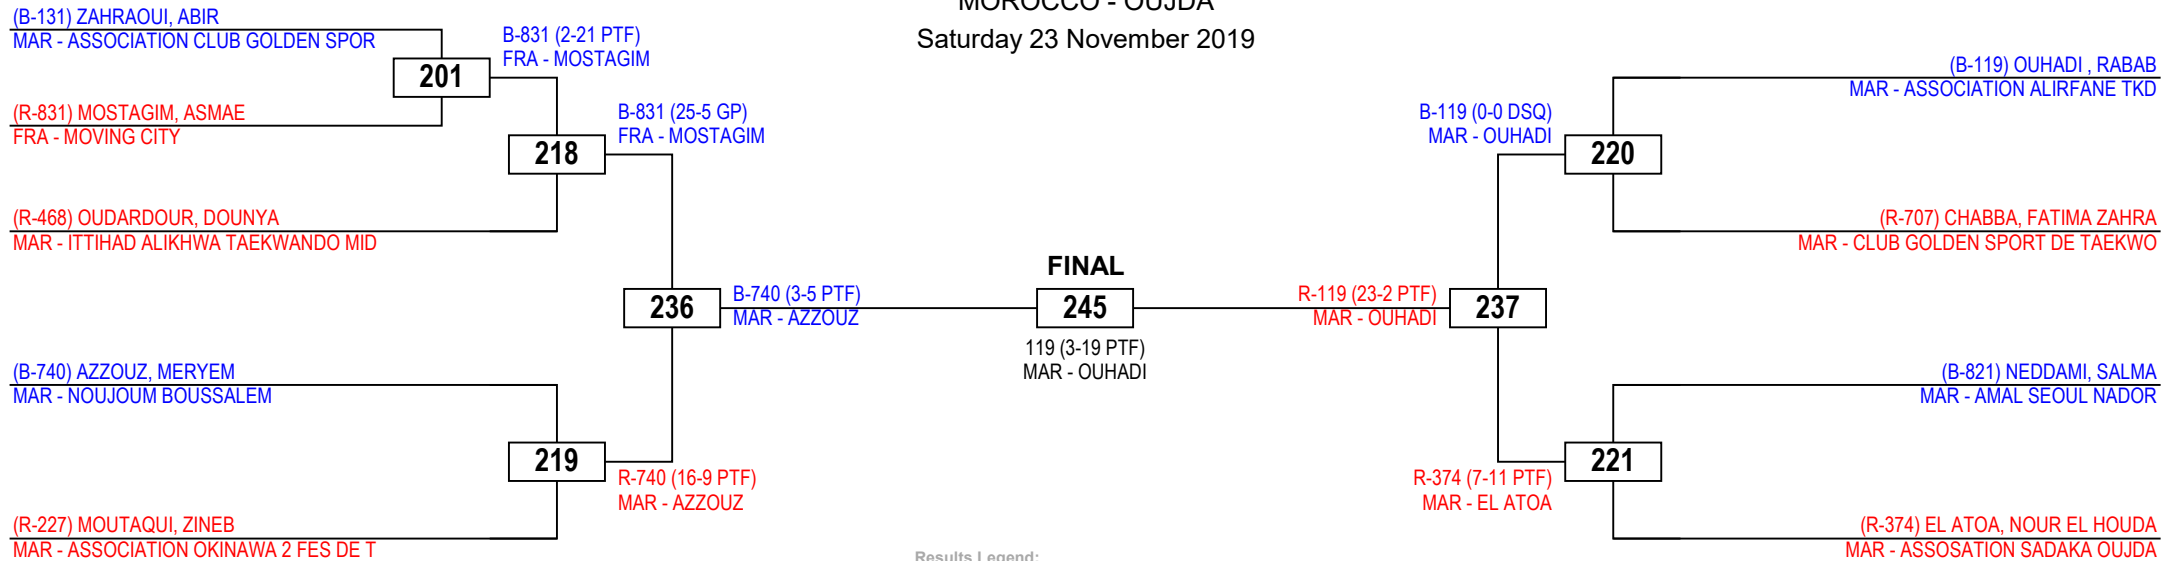 MOROCCO - OUJDA
Saturday 23 November 2019
(B-131) ZAHRAOUI, ABIR
MAR - ASSOCIATION CLUB GOLDEN SPOR
B-831 (2-21 PTF)
FRA - MOSTAGIM
201
(R-831) MOSTAGIM, ASMAE
FRA - MOVING CITY
B-831 (25-5 GP)
FRA - MOSTAGIM
218
(R-468) OUDARDOUR, DOUNYA
MAR - ITTIHAD ALIKHWA TAEKWANDO MID
236
B-740 (3-5 PTF)
MAR - AZZOUZ
(B-740) AZZOUZ, MERYEM
MAR - NOUJOUM BOUSSALEM
219
R-740 (16-9 PTF)
MAR - AZZOUZ
(R-227) MOUTAQUI, ZINEB
MAR - ASSOCIATION OKINAWA 2 FES DE T
FINAL
245
119 (3-19 PTF)
MAR - OUHADI
(B-119) OUHADI , RABAB
MAR - ASSOCIATION ALIRFANE TKD
B-119 (0-0 DSQ)
MAR - OUHADI
220
(R-707) CHABBA, FATIMA ZAHRA
MAR - CLUB GOLDEN SPORT DE TAEKWO
R-119 (23-2 PTF)
MAR - OUHADI
237
(B-821) NEDDAMI, SALMA
MAR - AMAL SEOUL NADOR
221
R-374 (7-11 PTF)
MAR - EL ATOA
(R-374) EL ATOA, NOUR EL HOUDA
MAR - ASSOSATION SADAKA OUJDA
Results Legend: